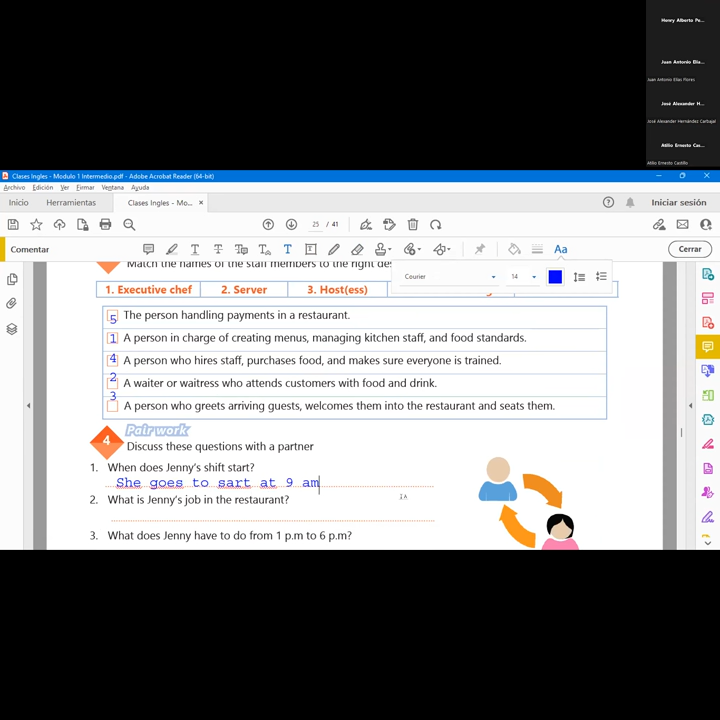 Henry Alberto Pe...
Juan Antonio Elia...
Juan Antonio Elias Flores
José Alexander H...
José Alexander Hernández Carbajal
Atilio Ernesto Cas...
Atilio Ernesto Castillo
Clases Ingles - Modulo 1 Intermedio.pdf - Adobe Acrobat Reader (64-bit)
Archivo Edición Ver Firmar Ventana Ayuda
Inicio Herramientas Clases Ingles - Mo... × Iniciar sesión
25 / 41
Comentar Aa Cerrar
Match the names of the staff members to the right
Courier 14
1. Executive chef 2. Server 3. Host(ess)
5 The person handling payments in a restaurant.
1 A person in charge of creating menus, managing kitchen staff, and food standards.
4 A person who hires staff, purchases food, and makes sure everyone is trained.
2 A waiter or waitress who attends customers with food and drink.
3 A person who greets arriving guests, welcomes them into the restaurant and seats them.
Pair work
4 Discuss these questions with a partner
1. When does Jenny's shift start?
She goes to sart at 9 am
2. What is Jenny's job in the restaurant?
3. What does Jenny have to do from 1 p.m to 6 p.m?